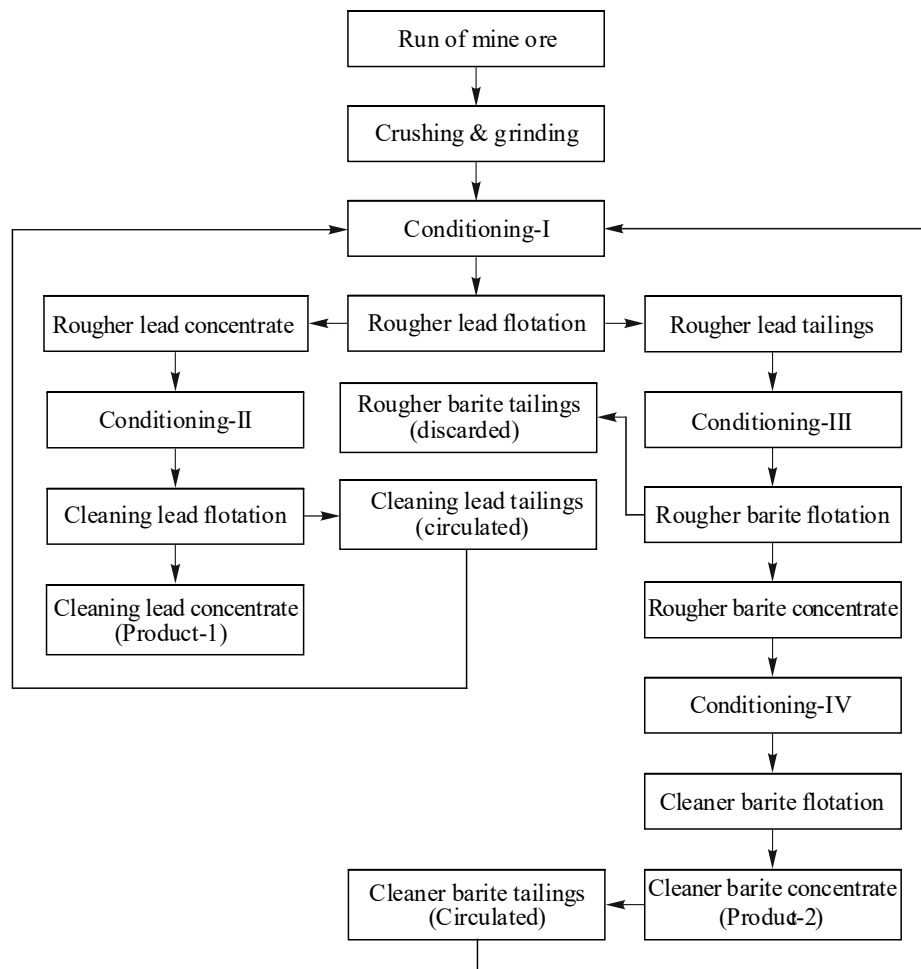 Run of mine ore
Crushing & grinding
Conditioning-I
Rougher lead concentrate
Rougher lead flotation
Rougher lead tailings
Conditioning-II
Rougher barite tailings
(discarded)
Conditioning-III
Cleaning lead flotation
Cleaning lead tailings
(circulated)
Rougher barite flotation
Cleaning lead concentrate
(Product-1)
Rougher barite concentrate
Conditioning-IV
Cleaner barite flotation
Cleaner barite tailings
(Circulated)
Cleaner barite concentrate
(Product-2)